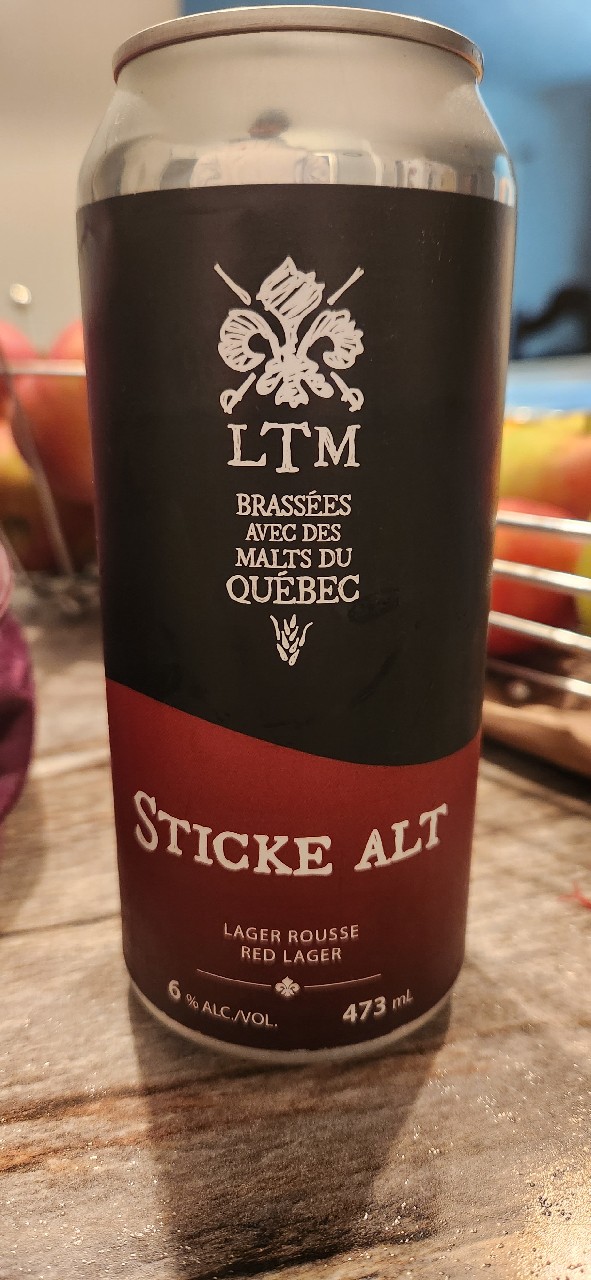 LTM
BRASSÉES
AVEC DES
MALTS DU
QUÉBEC
STICKE ALT
LAGER ROUSSE
RED LAGER
6 % ALC./VOL. 473 mL